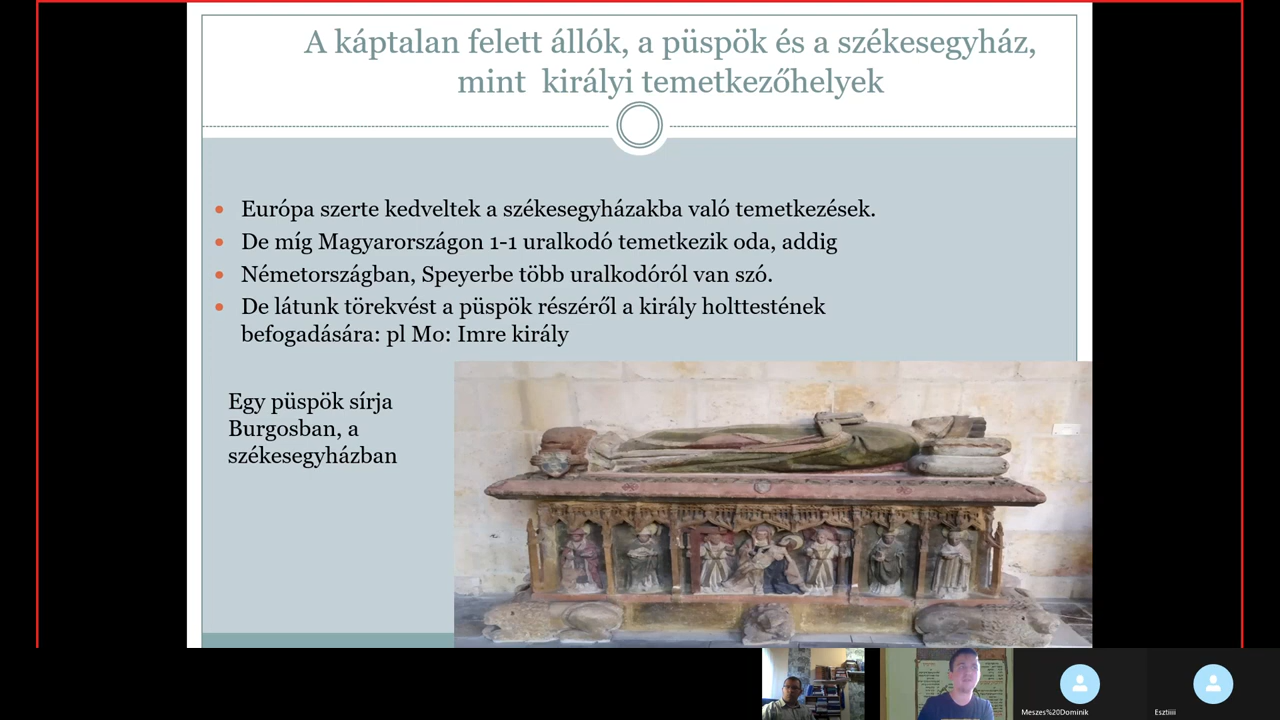 A káptalan felett állók, a püspök és a székesegyház,
mint királyi temetkezőhelyek
Európa szerte kedveltek a székesegyházakba való temetkezések.
De míg Magyarországon 1-1 uralkodó temetkezik oda, addig
Németországban, Speyerbe több uralkodóról van szó.
De látunk törekvést a püspök részéről a király holttestének
befogadására: pl Mo: Imre király
Egy püspök sírja
Burgosban, a
székesegyházban
Meszes%20Dominik
Esztiiii